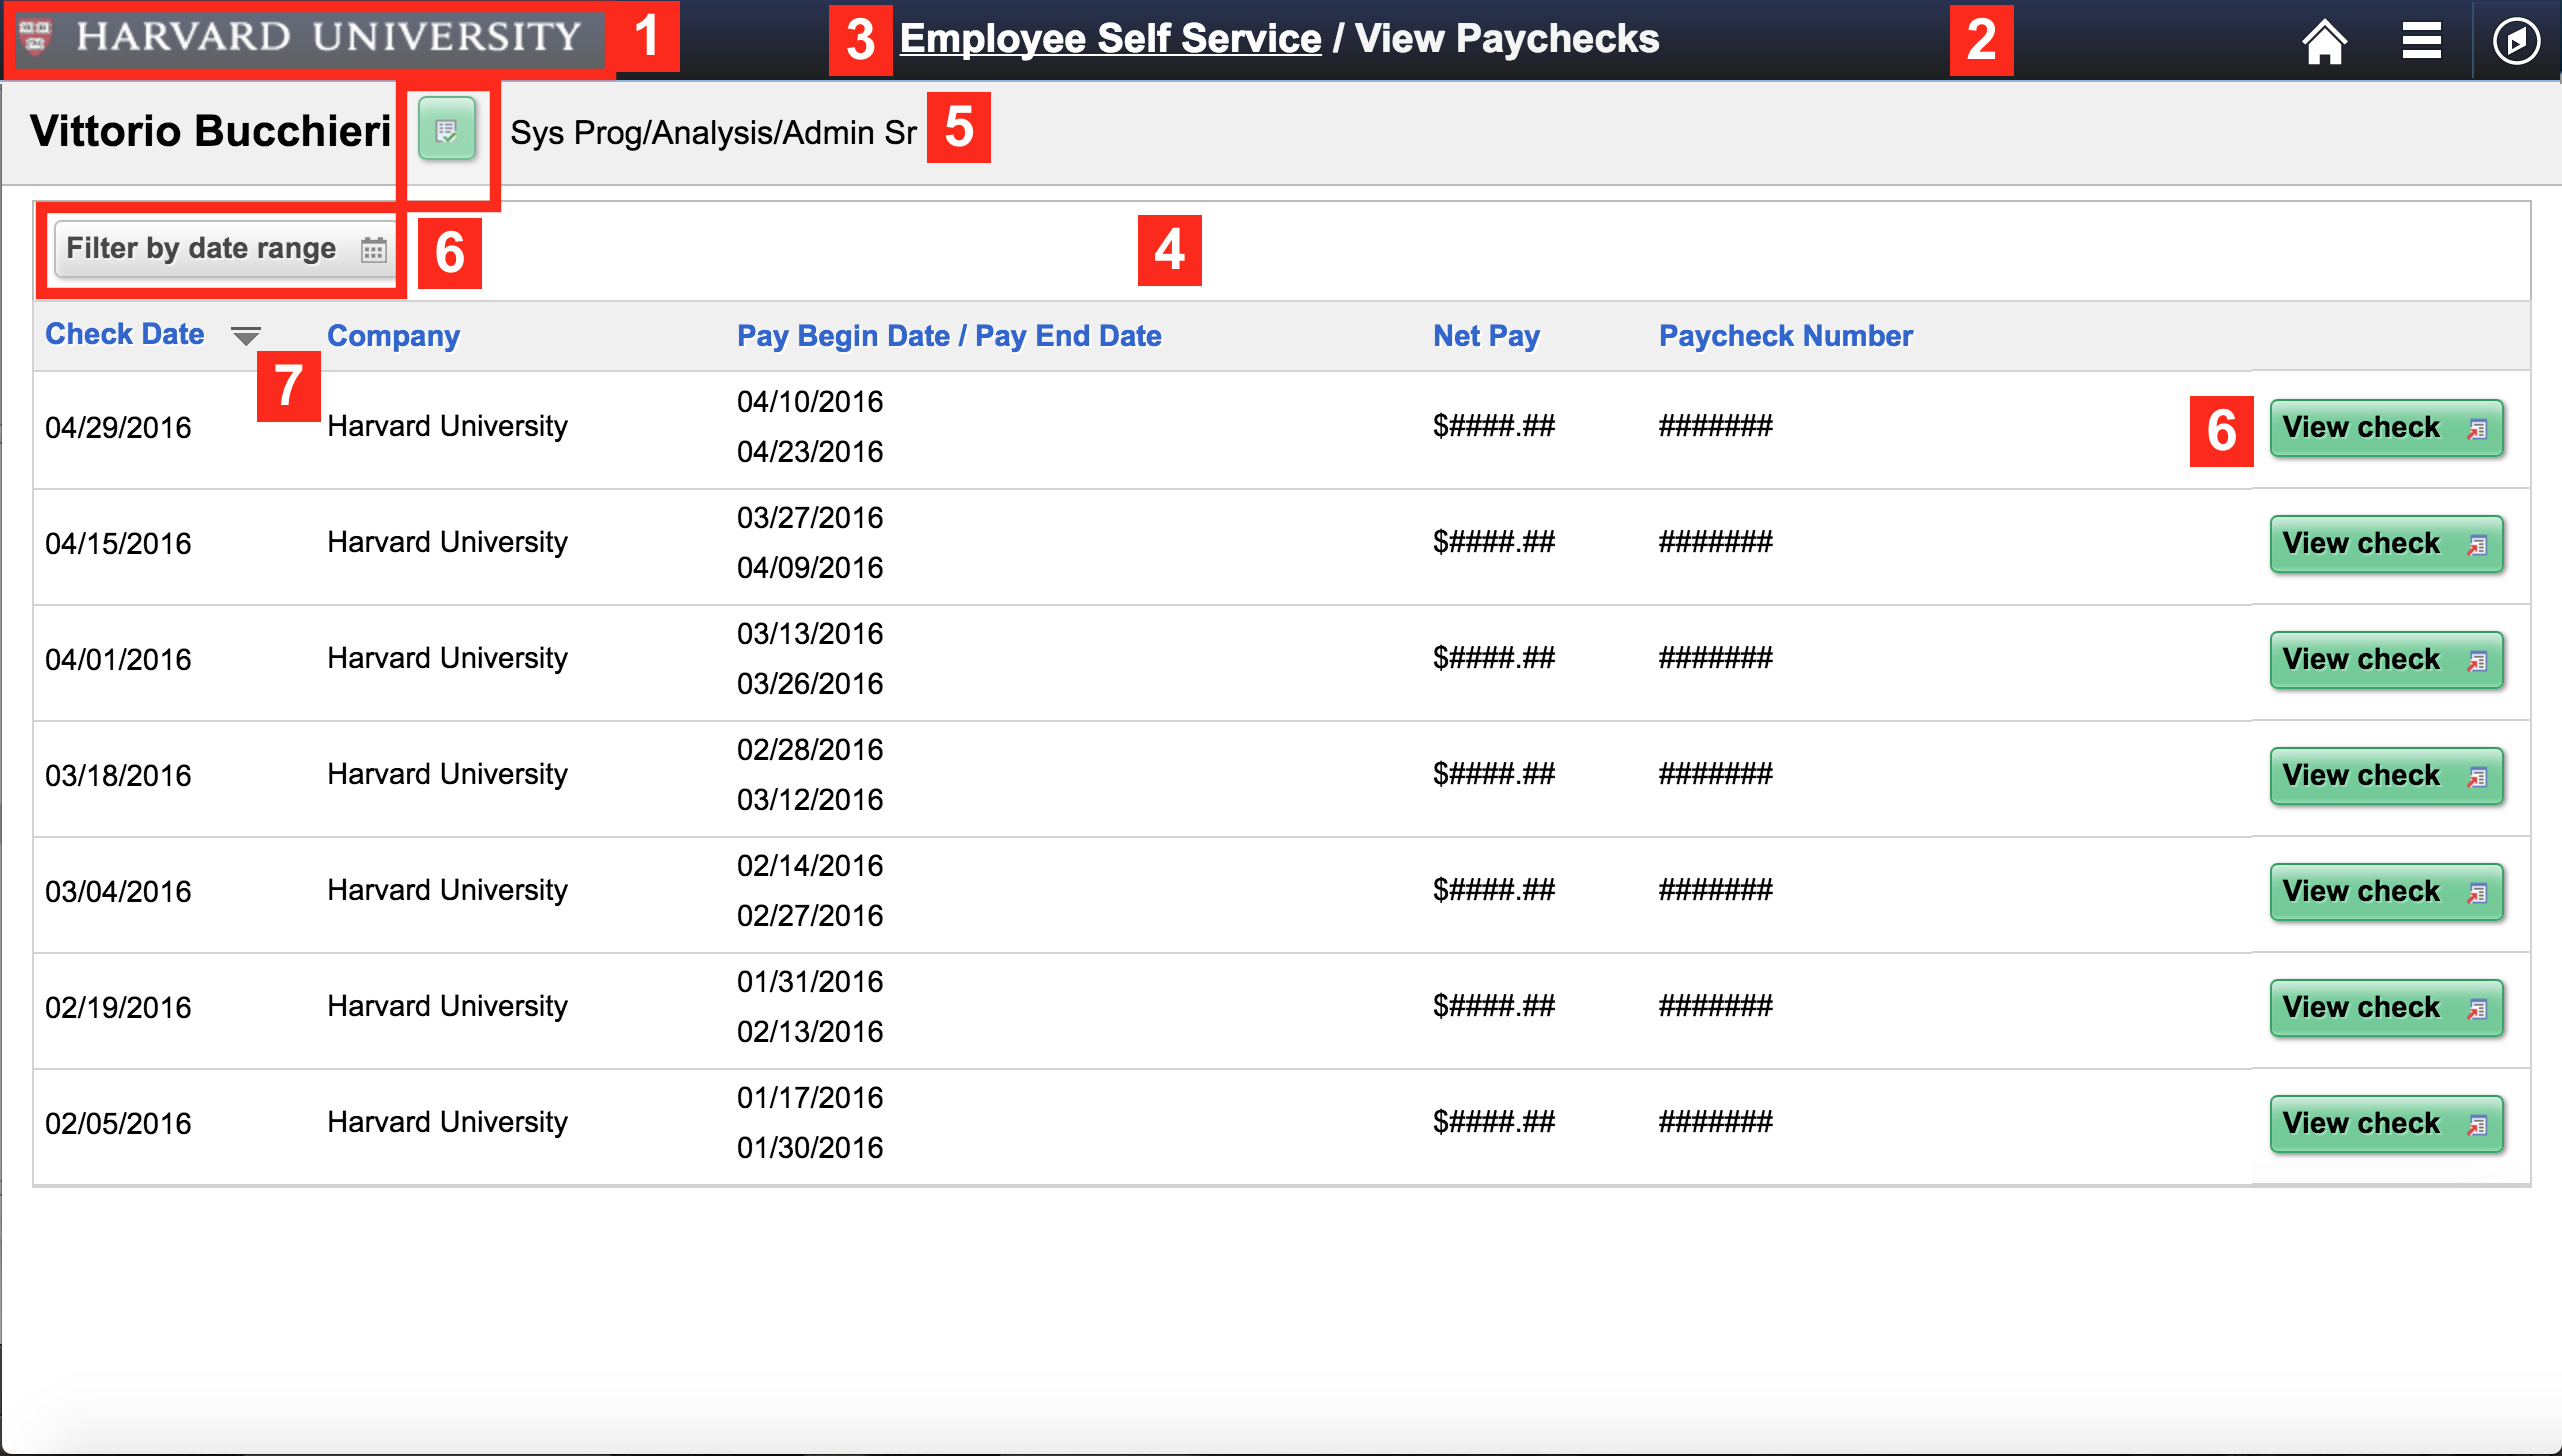 HARVARD UNIVERSITY 1 3 Employee Self Service / View Paychecks 2
Vittorio Bucchieri Sys Prog/Analysis/Admin Sr 5
Filter by date range 6 4
Check Date Company Pay Begin Date / Pay End Date Net Pay Paycheck Number
7
04/29/2016 Harvard University 04/10/2016 $####.## ####### 6 View check
04/23/2016
04/15/2016 Harvard University 03/27/2016 $####.## ####### View check
04/09/2016
04/01/2016 Harvard University 03/13/2016 $####.## ####### View check
03/26/2016
03/18/2016 Harvard University 02/28/2016 $####.## ####### View check
03/12/2016
03/04/2016 Harvard University 02/14/2016 $####.## ####### View check
02/27/2016
02/19/2016 Harvard University 01/31/2016 $####.## ####### View check
02/13/2016
02/05/2016 Harvard University 01/17/2016 $####.## ####### View check
01/30/2016